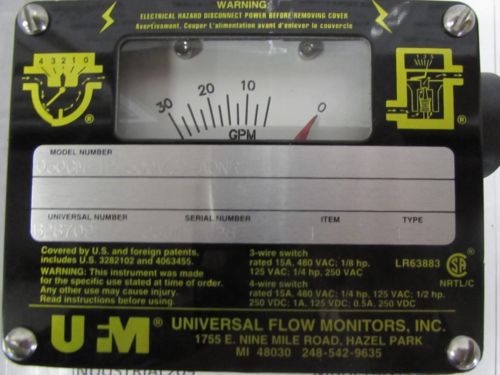 WARNING:
ELECTRICAL HAZARD DISCONNECT POWER BEFORE REMOVING COVER
Avertissement. Couper L'alimentation avant d'enlever le couvercle
4 3 2 1 0
30 20 10 0
GPM
1 2 5
®
®
MODEL NUMBER
UNIVERSAL NUMBER SERIAL NUMBER ITEM TYPE
Covered by U.S. and foreign patents,
includes U.S. 3282102 and 4063455.
WARNING: This instrument was made
for the specific use stated at time of order.
Any other use may cause injury.
Read instructions before using.
3-wire switch
rated 15A, 480 VAC; 1/8 hp.
125 VAC; 1/4 hp. 250 VAC
4-wire switch
rated 15A, 480 VAC: 1/4 hp, 125 VAC: 1/2 hp.
250 VDC: 1A, 125 VDC: 0.5A, 250 VDC
LR63883
NRTL/C
UFM® UNIVERSAL FLOW MONITORS, INC.
1755 E. NINE MILE ROAD, HAZEL PARK
MI 48030 248-542-9635